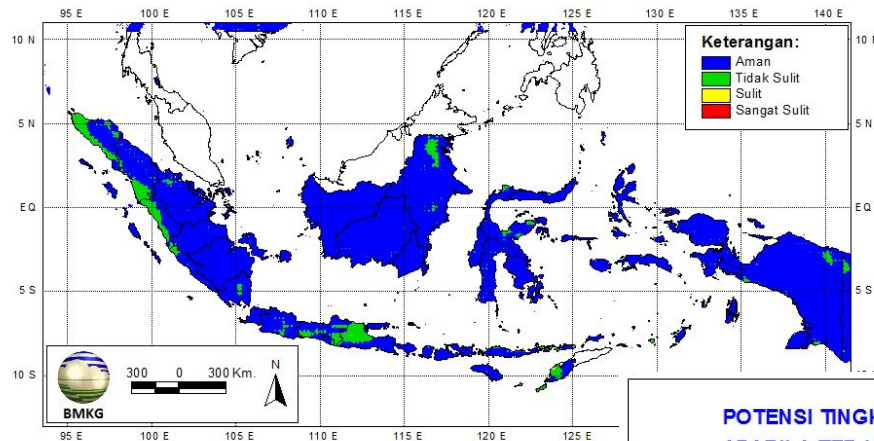 95 E 100 E 105 E 110 E 115 E 120 E 125 E 130 E 135 E 140 E
10 N 10 N
Keterangan:
Aman
Tidak Sulit
Sulit
Sangat Sulit
5 N 5 N
EQ EQ
5 S 5 S
300 0 300 Km. N
BMKG
10 S 10 S
95 E 100 E 105 E 110 E 115 E 120 E 125 E
POTENSI TINGK